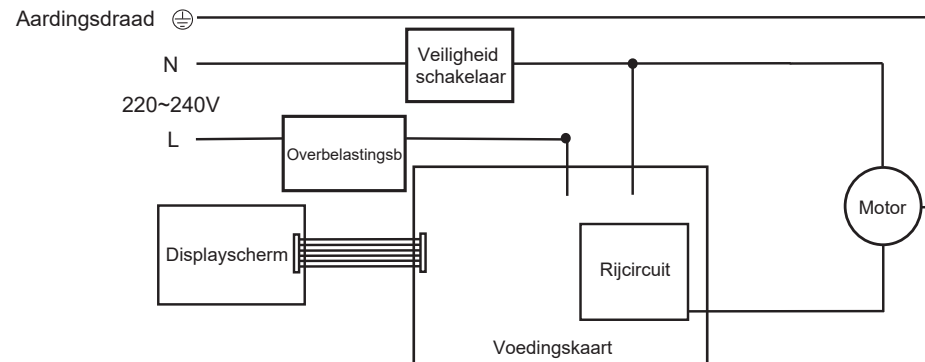 Aardingsdraad
N
Veiligheid
schakelaar
220~240V
L
Overbelastingsb
Motor
Displayscherm
Rijcircuit
Voedingskaart